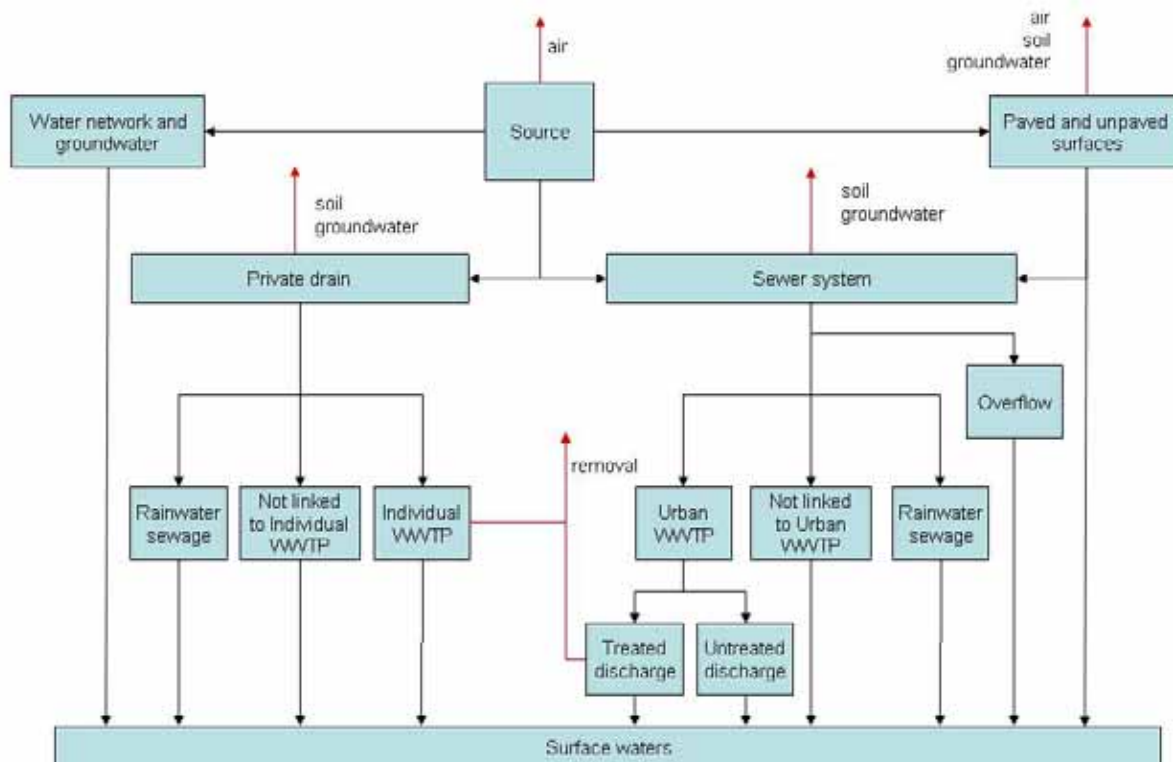 air
air
soil
groundwater
Water network and
groundwater
Source
Paved and unpaved
surfaces
soil
groundwater
soil
groundwater
Private drain
Sewer system
Overflow
removal
Rainwater
sewage
Not linked
to Individual
WWTP
Individual
WWTP
Urban
WWTP
Not linked
to Urban
WWTP
Rainwater
sewage
Treated
discharge
Untreated
discharge
Surface waters